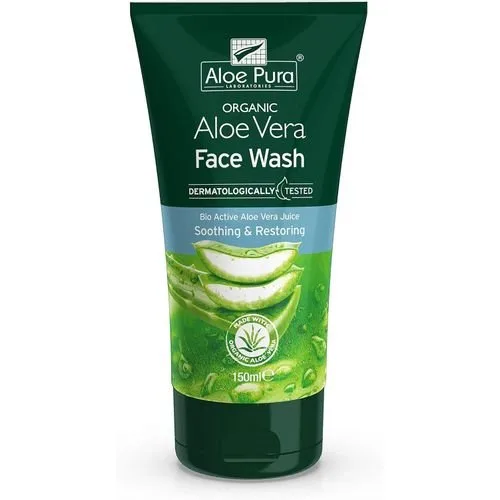 Aloe Pura®
LABORATORIES
ORGANIC
Aloe Vera
Face Wash
DERMATOLOGICALLY TESTED
Bio Active Aloe Vera Juice
Soothing & Restoring
MADE WITH
ORGANIC ALOE VERA
150ml℮